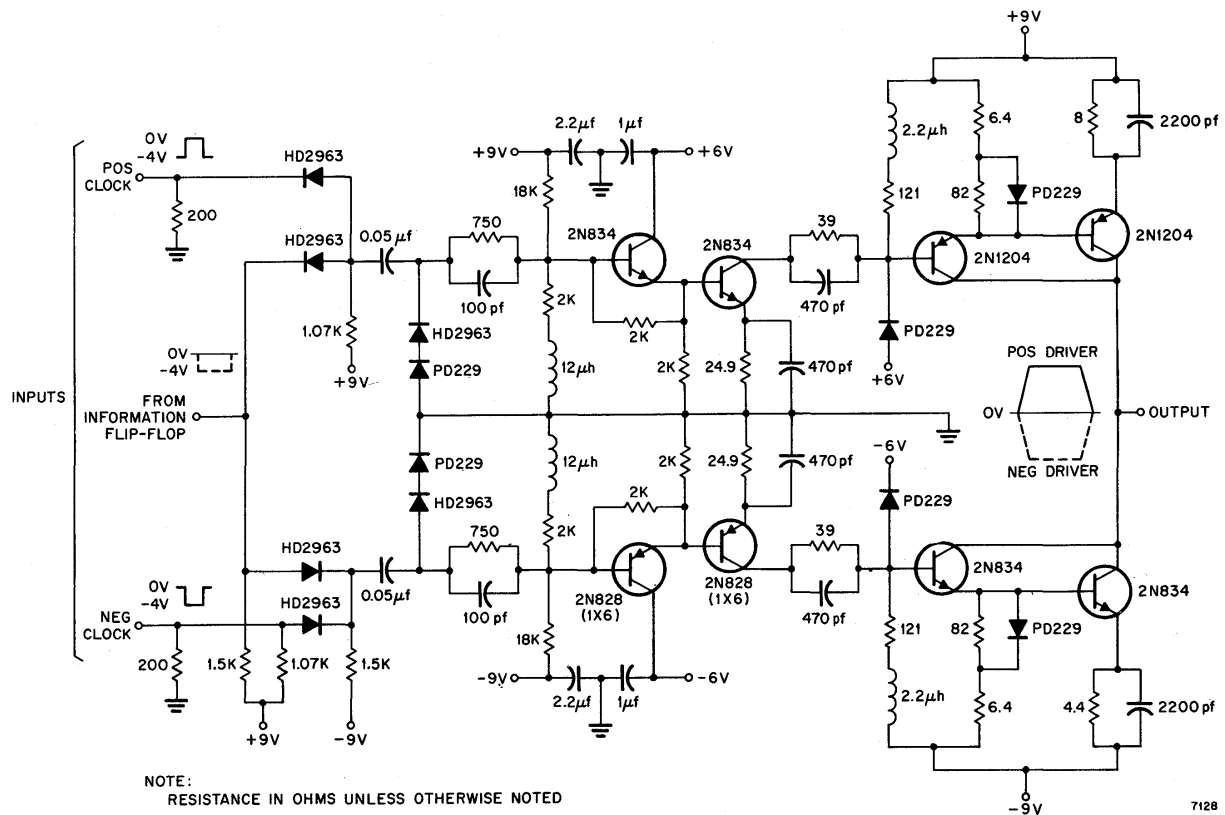 +9V
0V
-4V
POS
CLOCK
HD2963
200
HD2963
0.05µf
1.07K
+9V
0V
-4V
INPUTS
FROM
INFORMATION
FLIP-FLOP
2.2µf
1µf
+9V
+6V
18K
750
100 pf
2N834
2N834
2K
2K
HD2963
PD229
12µh
2K
24.9
470 pf
39
470 pf
2.2µh
121
6.4
82
PD229
2N1204
PD229
+6V
8
2200 pf
2N1204
POS DRIVER
0V
NEG DRIVER
OUTPUT
PD229
HD2963
12µh
2K
2K
24.9
470 pf
2K
-6V
PD229
HD2963
0V
-4V
NEG
CLOCK
HD2963
0.05µf
200
1.5K
1.07K
1.5K
+9V
-9V
750
100 pf
2N828
(1X6)
2N828
(1X6)
18K
-9V
-6V
2.2µf
1µf
39
470 pf
2N834
121
2.2µh
82
PD229
6.4
2N834
4.4
2200 pf
-9V
NOTE:
RESISTANCE IN OHMS UNLESS OTHERWISE NOTED
7128